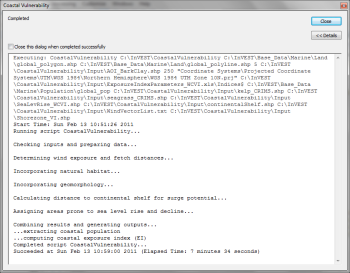 Coastal Vulnerability
Completed
Close
<< Details
Close this dialog when completed successfully
Executing: CoastalVulnerability C:\InVEST\CoastalVulnerability C:\InVEST\Base_Data\Marine\Land
\global_polygon.shp C:\InVEST\Base_Data\Marine\Land\global_polyline.shp 3 C:\InVEST
\CoastalVulnerability\Input\AOI_BarkClay.shp 250 "Coordinate Systems\Projected Coordinate
Systems\UTM\WGS 1984\Northern Hemisphere\WGS 1984 UTM Zone 10N.prj" C:\InVEST
\CoastalVulnerability\Input\ExposureIndexParameters_WCVI.xls\Indices$ C:\InVEST\Base_Data
\Marine\Population\global_pop C:\InVEST\CoastalVulnerability\Input\kelp_CRIMS.shp C:\InVEST
\CoastalVulnerability\Input\seagrass_CRIMS.shp C:\InVEST\CoastalVulnerability\Input
\SeaLevRise_WCVI.shp C:\InVEST\CoastalVulnerability\Input\continentalShelf.shp C:\InVEST
\CoastalVulnerability\Input\WindVectorList.txt C:\InVEST\CoastalVulnerability\Input
\Shorezone_VI.shp
Start Time: Sun Feb 13 10:51:26 2011
Running script CoastalVulnerability...
Checking inputs and preparing data...
Determining wind exposure and fetch distances...
Incorporating natural habitat...
Incorporating geomorphology...
Calculating distance to continental shelf for surge potential...
Assigning areas prone to sea level rise and decline...
Combining results and generating outputs...
...extracting coastal population
...computing coastal exposure index (EI)
Completed script CoastalVulnerability...
Succeeded at Sun Feb 13 10:59:00 2011 (Elapsed Time: 7 minutes 34 seconds)